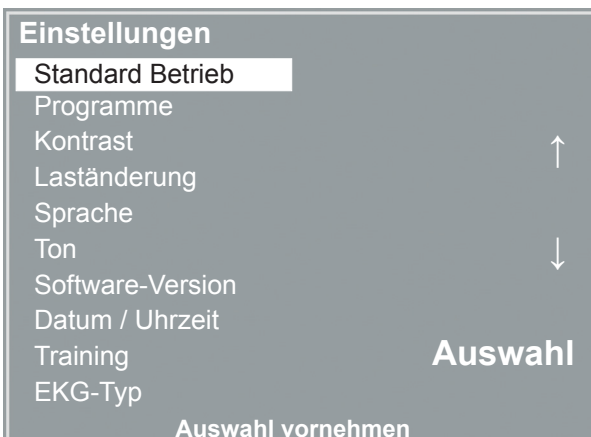 Einstellungen
Standard Betrieb
Programme
Kontrast
↑
Laständerung
Sprache
Ton
↓
Software-Version
Datum / Uhrzeit
Training
Auswahl
EKG-Typ
Auswahl vornehmen